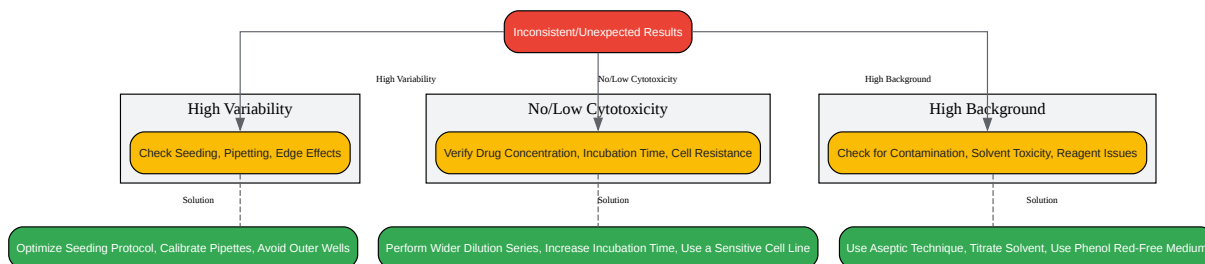 Inconsistent/Unexpected Results
High Variability
No/Low Cytotoxicity
High Background
High Variability
No/Low Cytotoxicity
High Background
Check Seeding, Pipetting, Edge Effects
Verify Drug Concentration, Incubation Time, Cell Resistance
Check for Contamination, Solvent Toxicity, Reagent Issues
Solution
Solution
Solution
Optimize Seeding Protocol, Calibrate Pipettes, Avoid Outer Wells
Perform Wider Dilution Series, Increase Incubation Time, Use a Sensitive Cell Line
Use Aseptic Technique, Titrate Solvent, Use Phenol Red-Free Medium